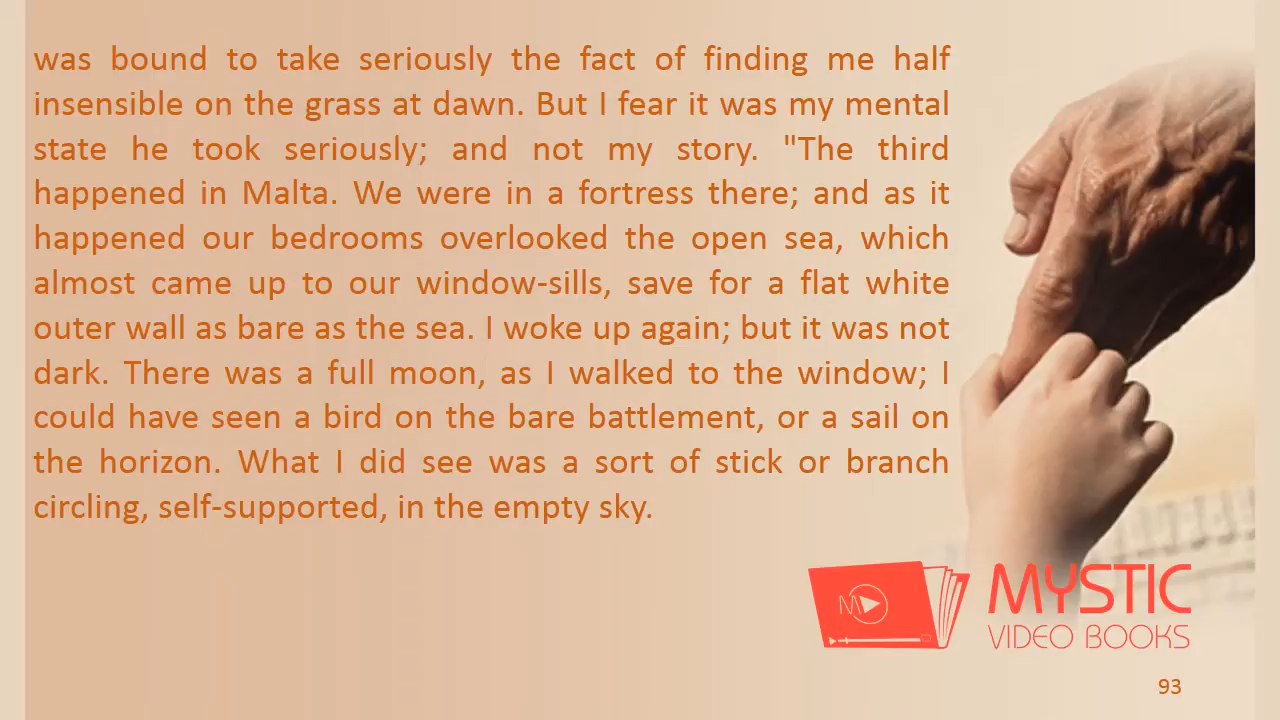 was bound to take seriously the fact of finding me half
insensible on the grass at dawn. But I fear it was my mental
state he took seriously; and not my story. "The third
happened in Malta. We were in a fortress there; and as it
happened our bedrooms overlooked the open sea, which
almost came up to our window-sills, save for a flat white
outer wall as bare as the sea. I woke up again; but it was not
dark. There was a full moon, as I walked to the window; I
could have seen a bird on the bare battlement, or a sail on
the horizon. What I did see was a sort of stick or branch
circling, self-supported, in the empty sky.
M
MYSTIC
VIDEO BOOKS
93